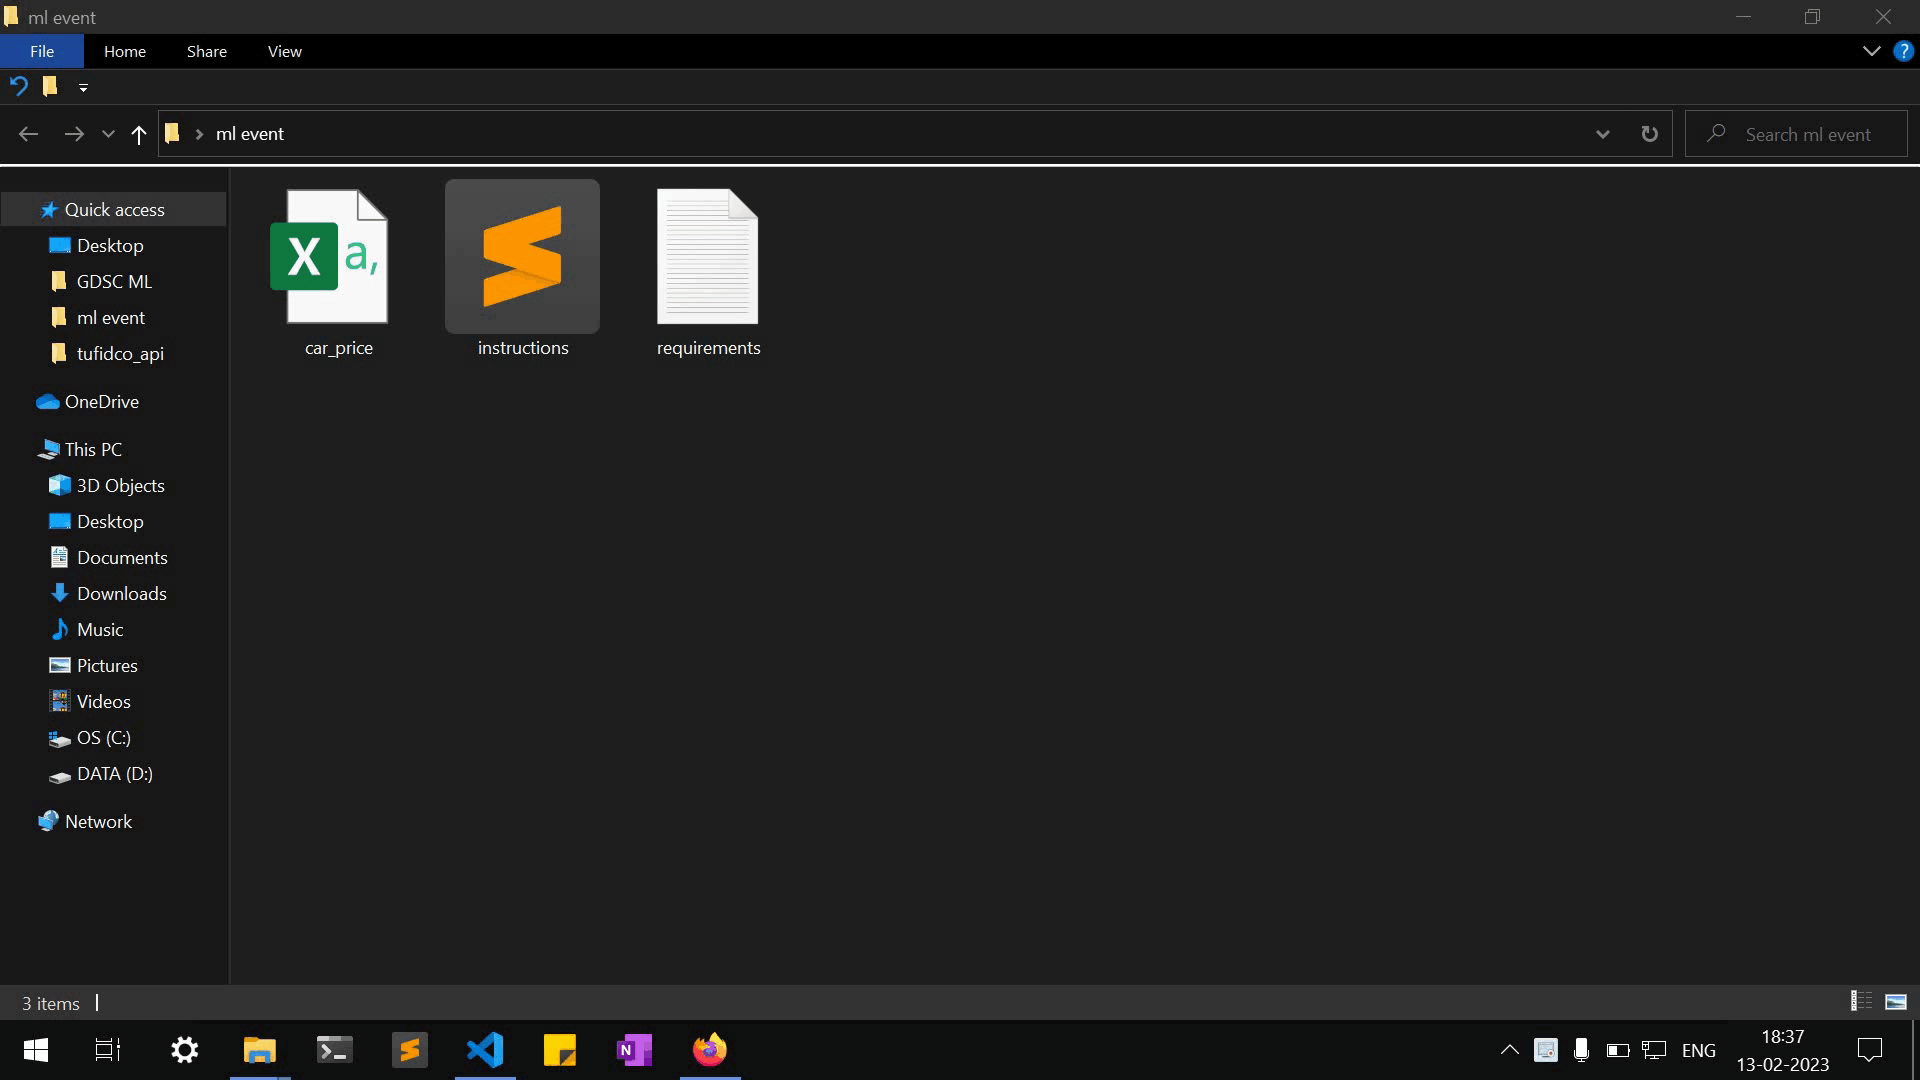 ml event
File Home Share View
ml event
Search ml event
Quick access
Desktop
GDSC ML
ml event
tufidco_api
OneDrive
This PC
3D Objects
Desktop
Documents
Downloads
Music
Pictures
Videos
OS (C:)
DATA (D:)
Network
X a,
car_price
instructions
requirements
3 items
N
ENG
18:37
13-02-2023